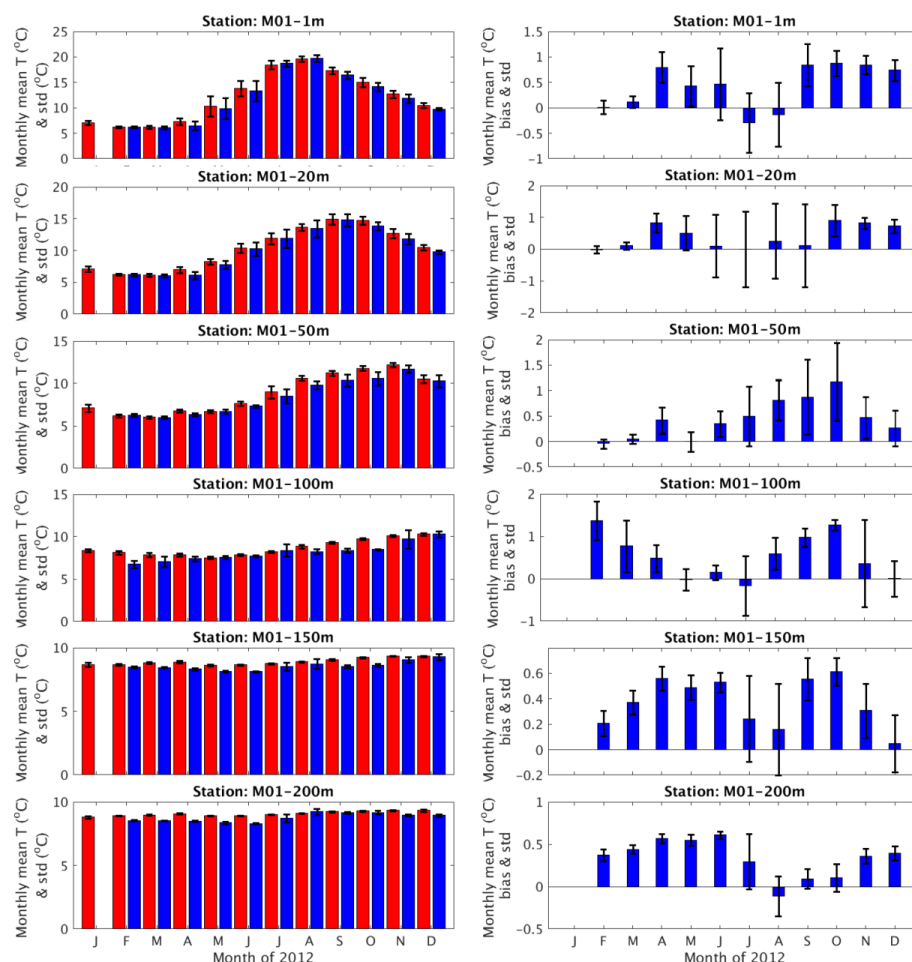 Station: M01-1m
Monthly mean T (°C)
& std (°C)
25
20
15
10
5
0
Station: M01-1m
Monthly mean T (°C)
bias & std
1.5
1
0.5
0
-0.5
-1
Station: M01-20m
Monthly mean T (°C)
& std (°C)
20
15
10
5
0
Station: M01-20m
Monthly mean T (°C)
bias & std
2
1
0
-1
-2
Station: M01-50m
Monthly mean T (°C)
& std (°C)
15
10
5
0
Station: M01-50m
Monthly mean T (°C)
bias & std
2
1.5
1
0.5
0
-0.5
Station: M01-100m
Monthly mean T (°C)
& std (°C)
15
10
5
0
Station: M01-100m
Monthly mean T (°C)
bias & std
2
1
0
-1
Station: M01-150m
Monthly mean T (°C)
& std (°C)
10
5
0
Station: M01-150m
Monthly mean T (°C)
bias & std
0.6
0.4
0.2
0
-0.2
Station: M01-200m
Monthly mean T (°C)
& std (°C)
10
5
0
J F M A M J J A S O N D
Month of 2012
Station: M01-200m
Monthly mean T (°C)
bias & std
1
0.5
0
-0.5
J F M A M J J A S O N D
Month of 2012